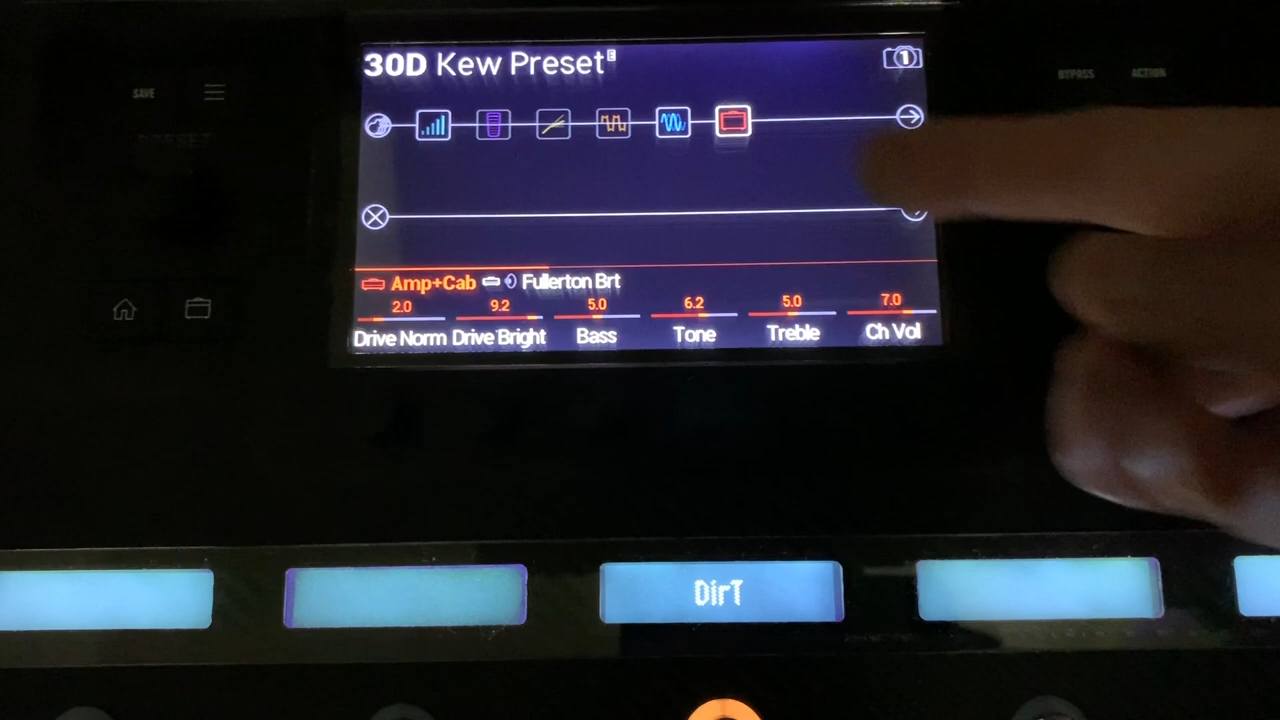 30D Kew Preset E
1
SAVE
BYPASS ACTION
PRESET
Amp+Cab Fullerton Brt
2.0 9.2 5.0 6.2 5.0 7.0
Drive Norm Drive Bright Bass Tone Treble Ch Vol
DirT